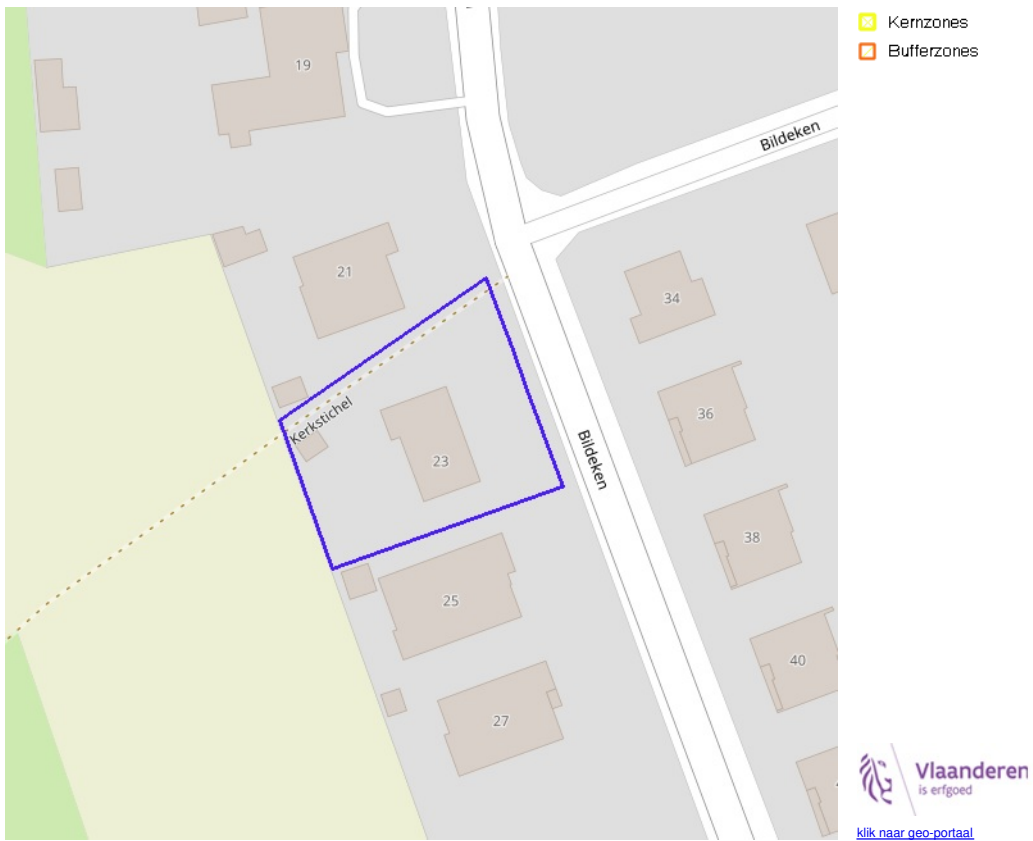 Kernzones
Bufferzones
19
Bildeken
21
34
Kerkstichel
36
23
Bildeken
38
25
40
27
Vlaanderen
is erfgoed
klik naar geo-portaal